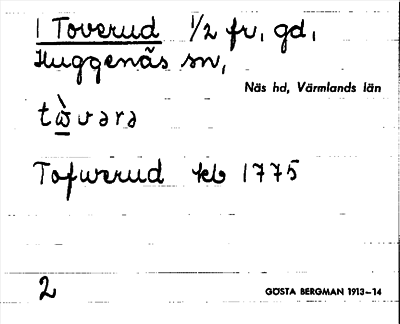 1 Toverud 1/2 fr, gd,
Huggenäs sn,
Näs hd, Värmlands län
tὼvərə
Tofwerud kb 1775
2
GÖSTA BERGMAN 1913–14